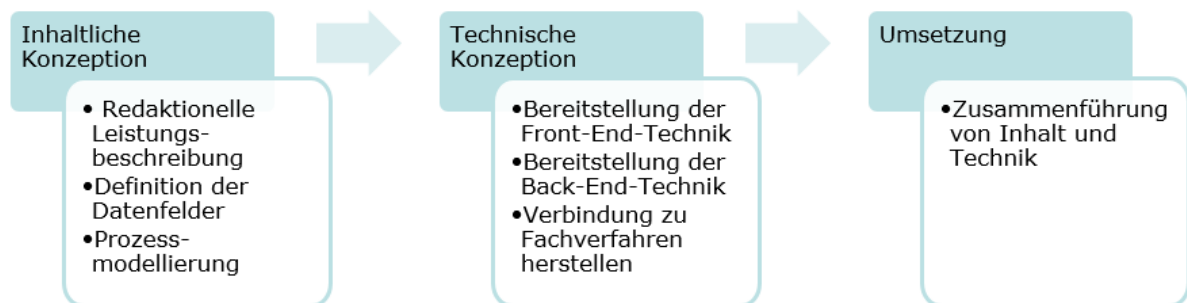 Inhaltliche
Konzeption
• Redaktionelle
Leistungs-
beschreibung
•Definition der
Datenfelder
•Prozess-
modellierung
Technische
Konzeption
•Bereitstellung der
Front-End-Technik
•Bereitstellung der
Back-End-Technik
•Verbindung zu
Fachverfahren
herstellen
Umsetzung
•Zusammenführung
von Inhalt und
Technik